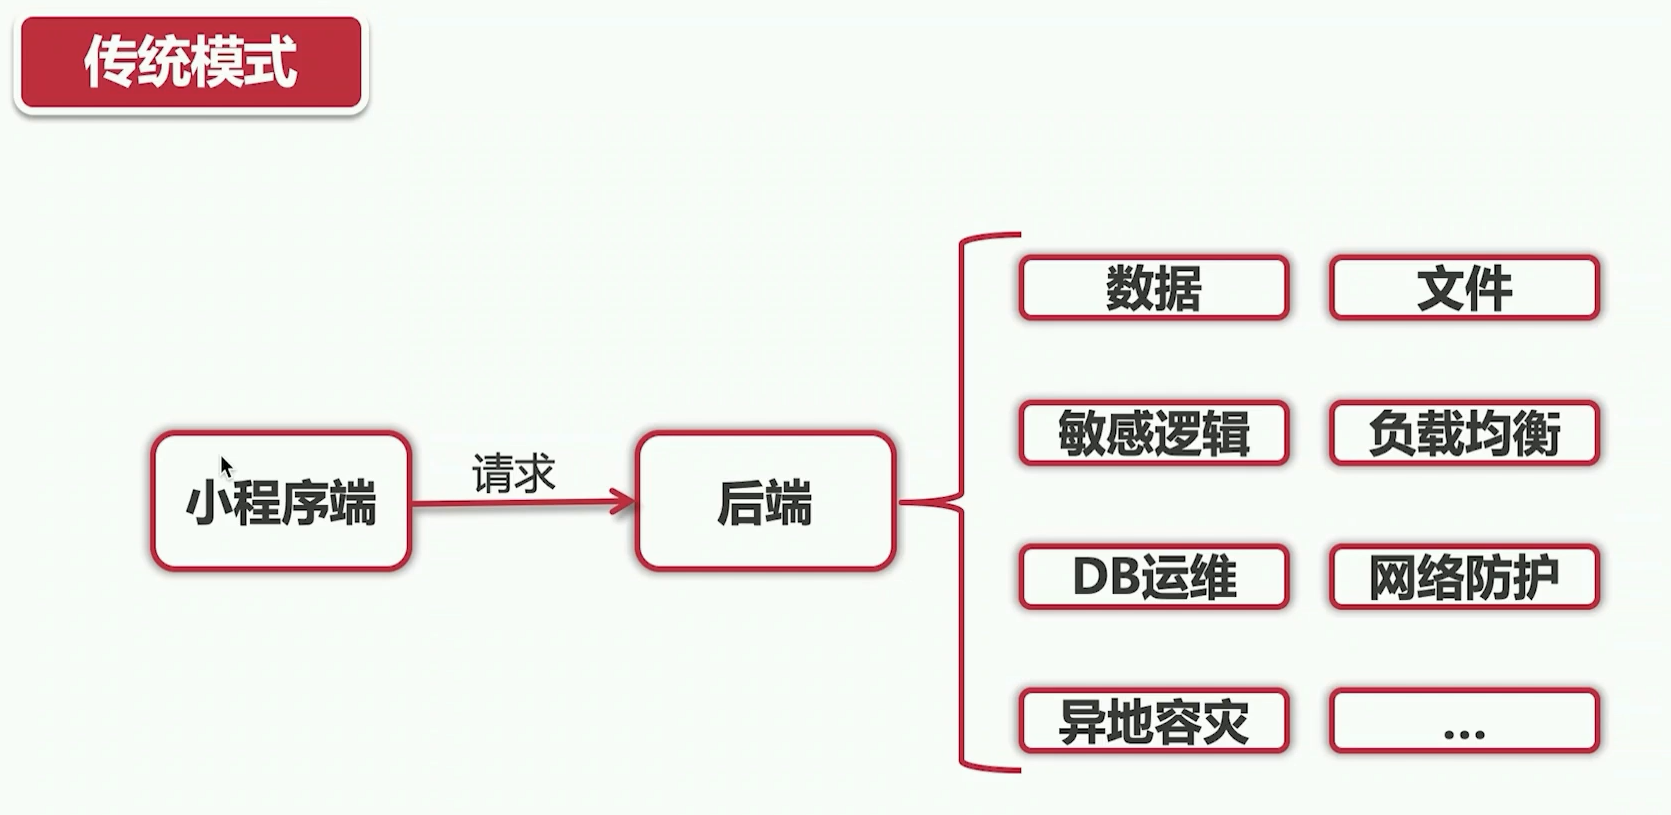 传统模式
小程序端
请求
后端
数据
文件
敏感逻辑
负载均衡
DB运维
网络防护
异地容灾
...